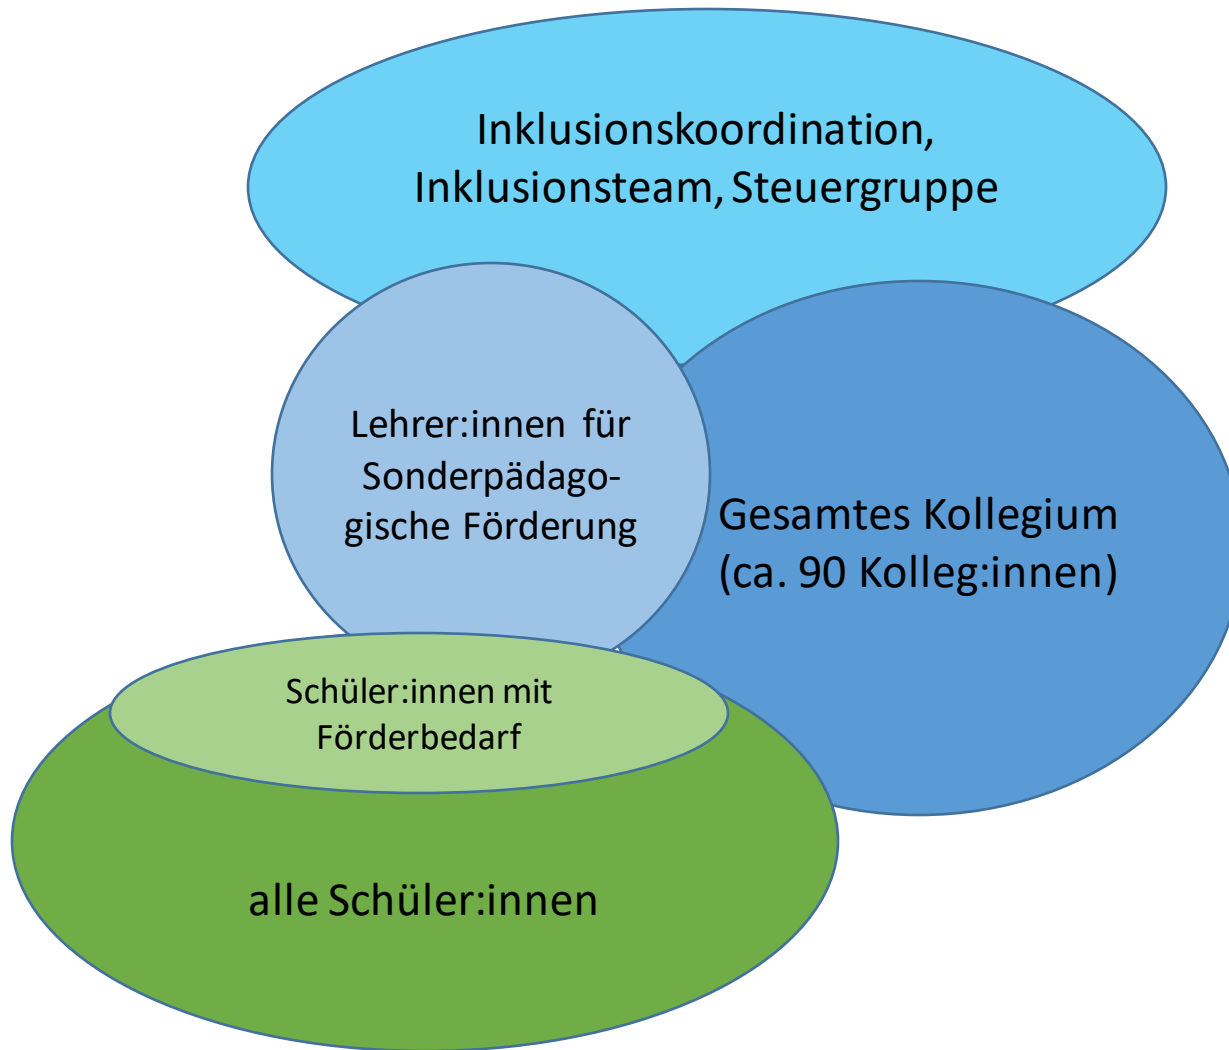 Inklusionskoordination,
Inklusionsteam, Steuergruppe
Lehrer:innen für
Sonderpädago-
gische Förderung
Gesamtes Kollegium
(ca. 90 Kolleg:innen)
Schüler:innen mit
Förderbedarf
alle Schüler:innen